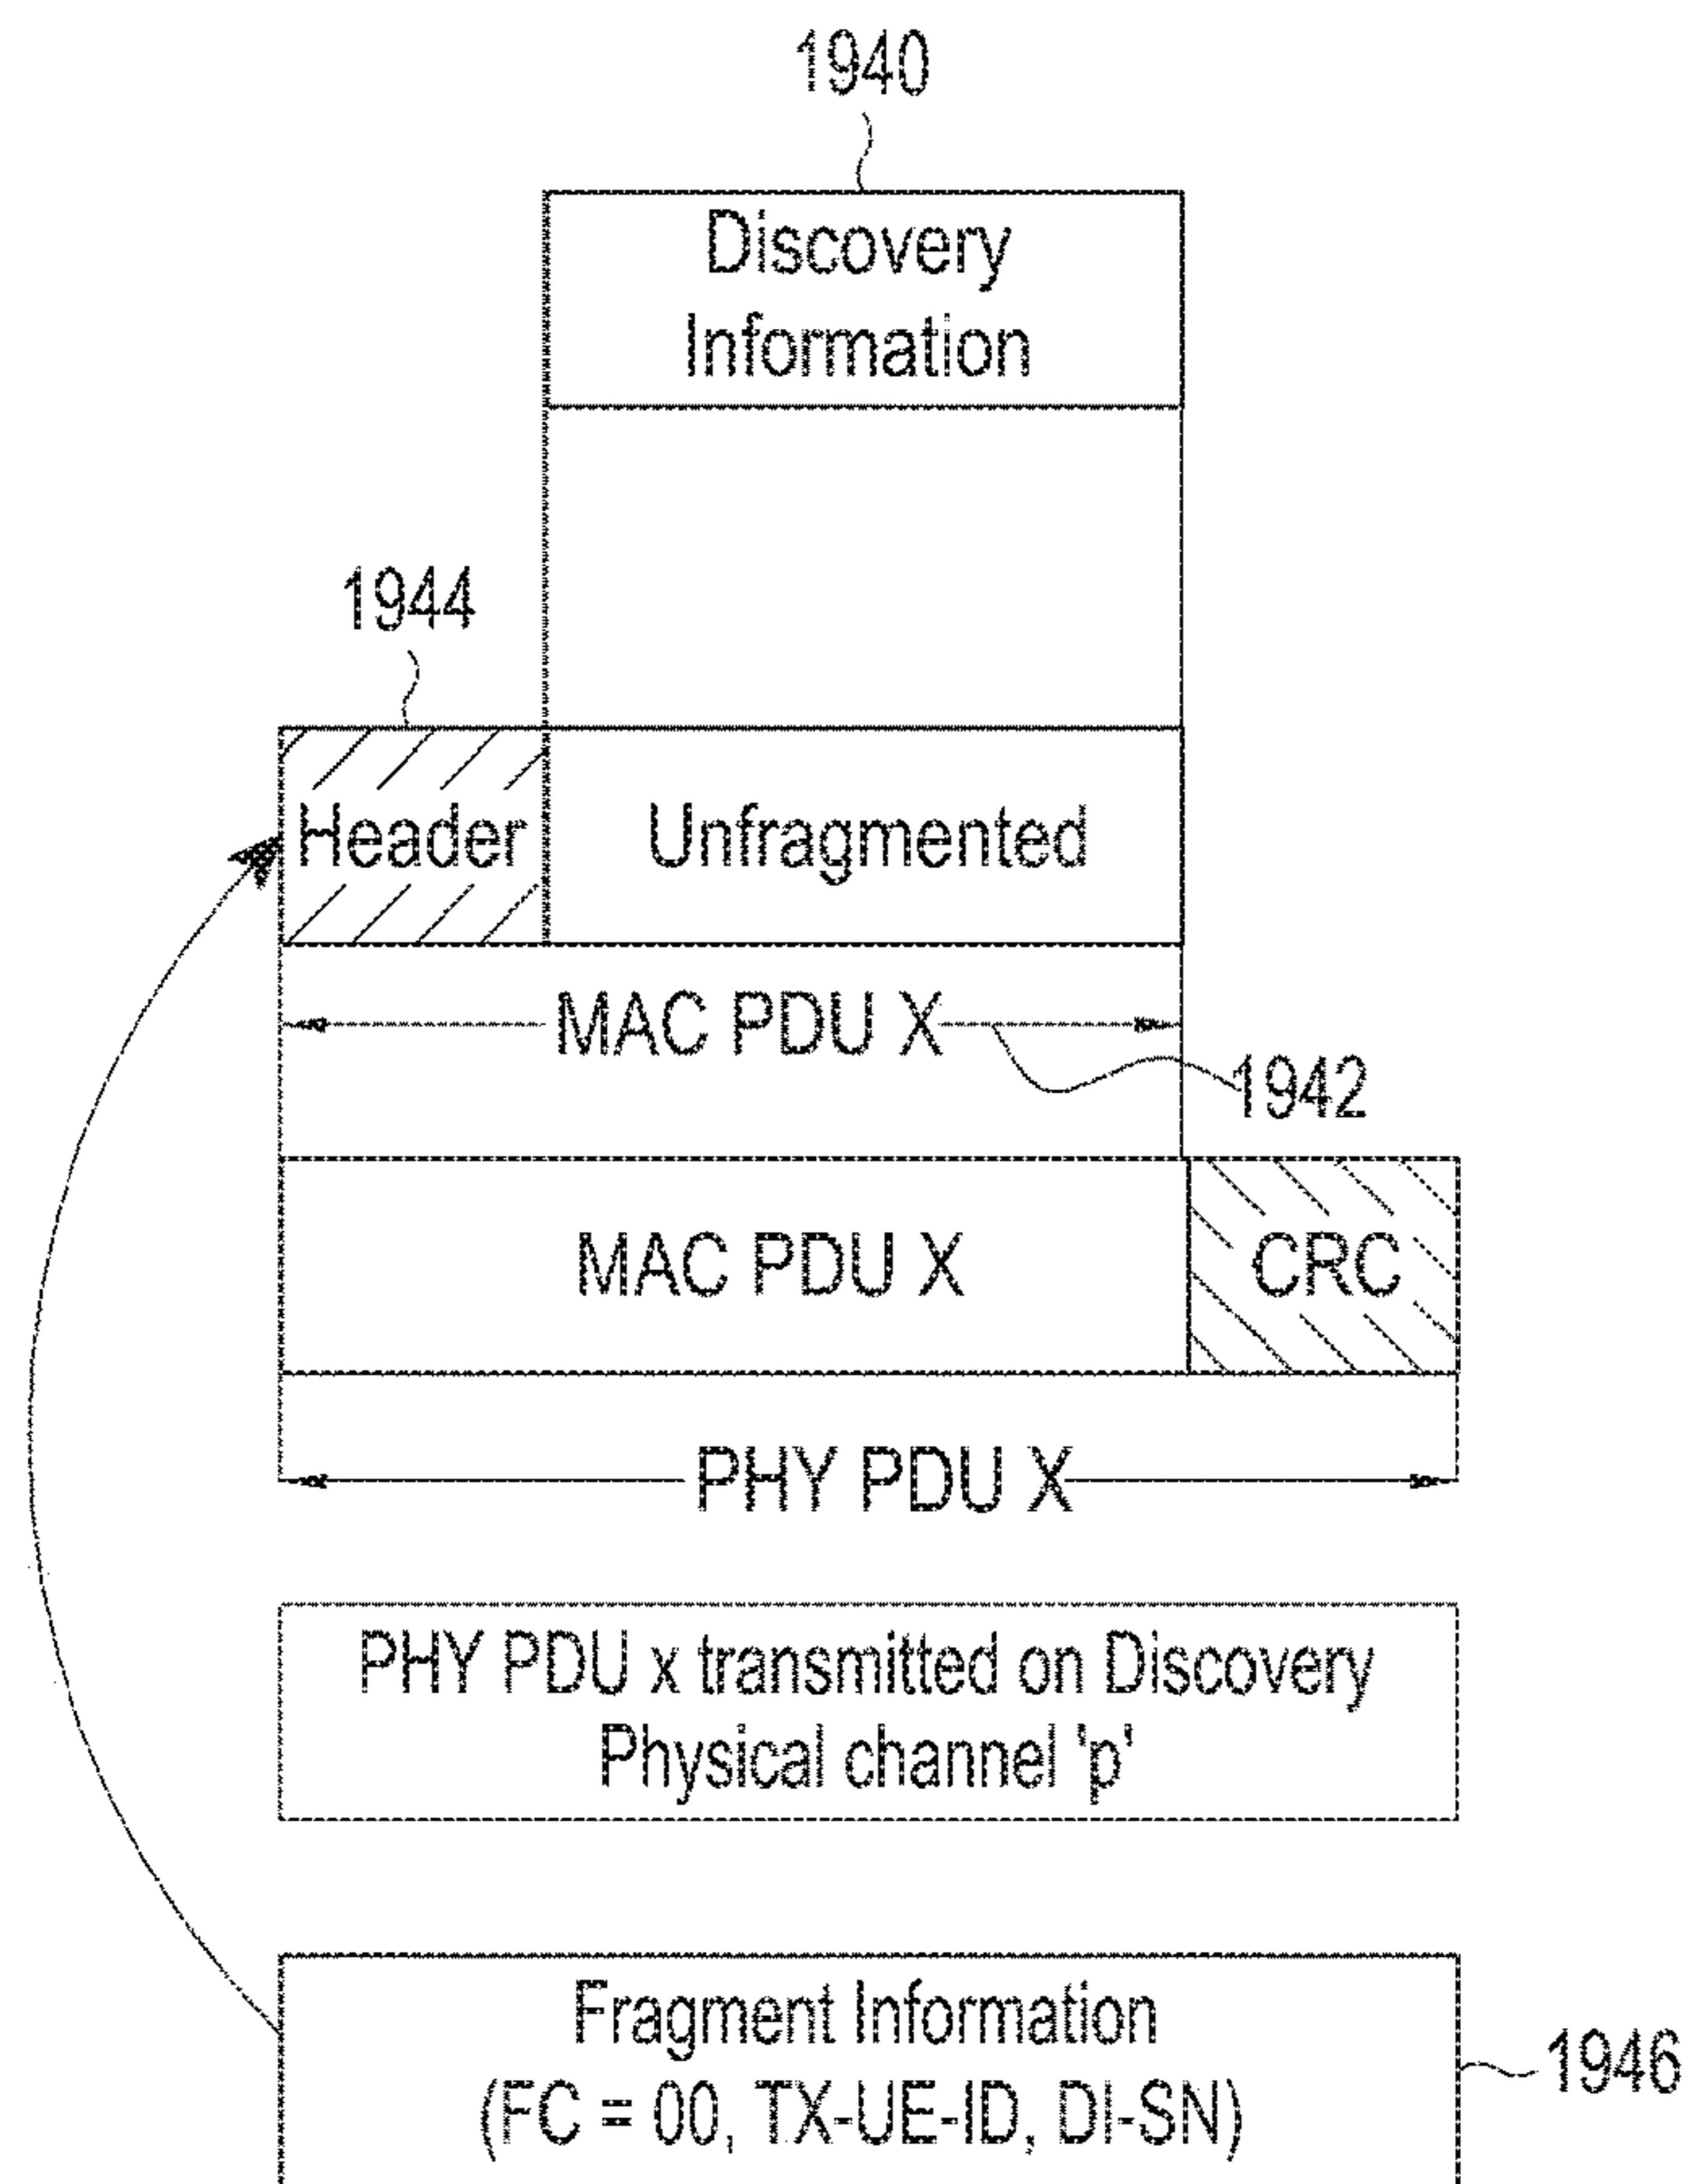 1940
Discovery
Information
1944
Header
Unfragmented
MAC PDU X
1942
MAC PDU X
CRC
PHY PDU X
PHY PDU x transmitted on Discovery
Physical channel 'p'
Fragment Information
(FC = 00, TX-UE-ID, DI-SN)
1946